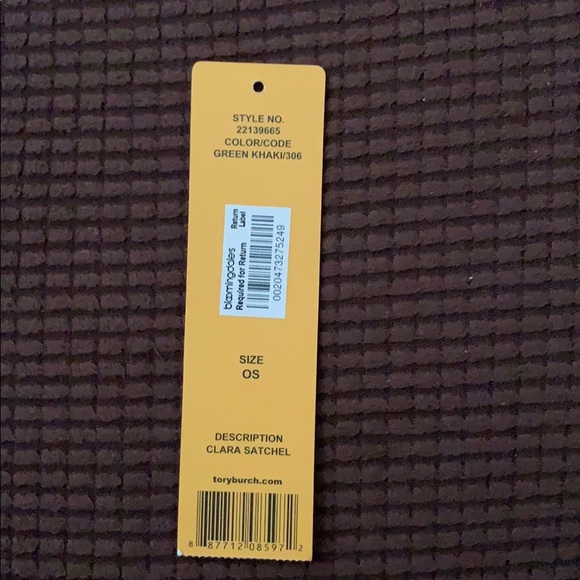 STYLE NO.
22139665
COLOR/CODE
GREEN KHAKI/306
bloomingdales
Return
Label
Required for Return
0020473275249
SIZE
OS
DESCRIPTION
CLARA SATCHEL
toryburch.com
8 87712 08597 2